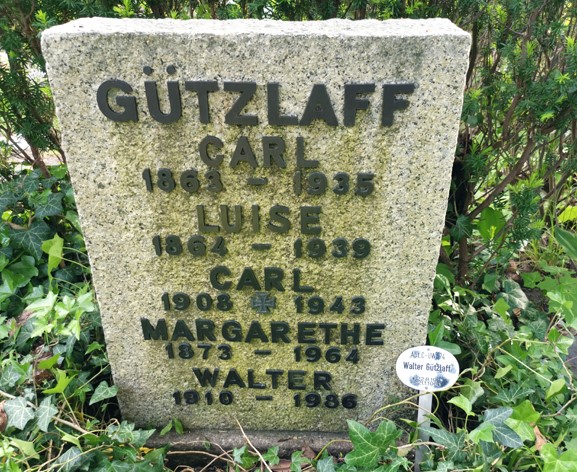 GÜTZLAFF
CARL
1863 – 1935
LUISE
1864 – 1939
CARL
1908 1943
MARGARETHE
1873 – 1964
WALTER
1910 – 1986
Walter Gützlaff